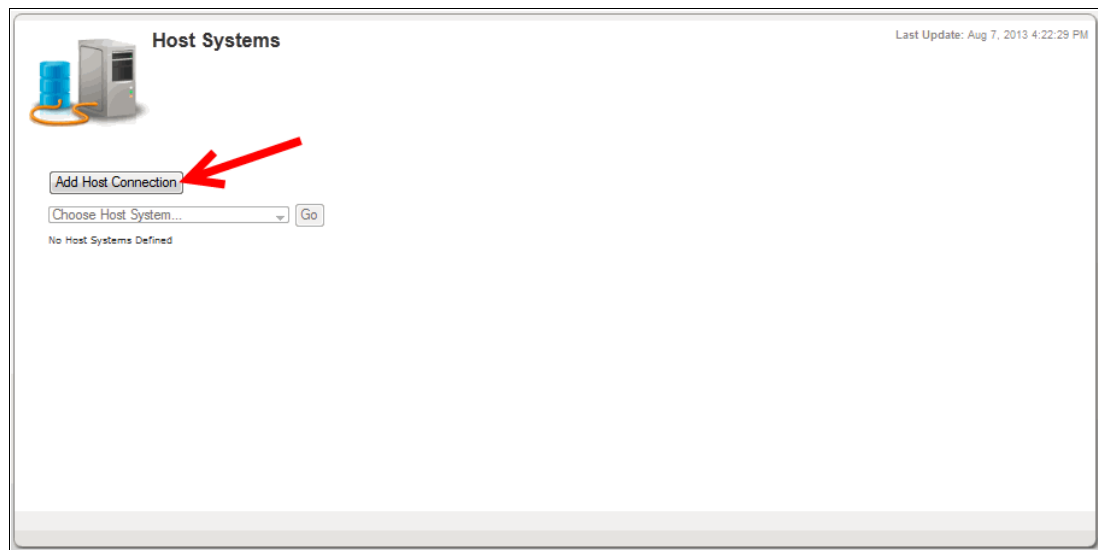 Host Systems
Last Update: Aug 7, 2013 4:22:29 PM
Add Host Connection
Choose Host System... Go
No Host Systems Defined